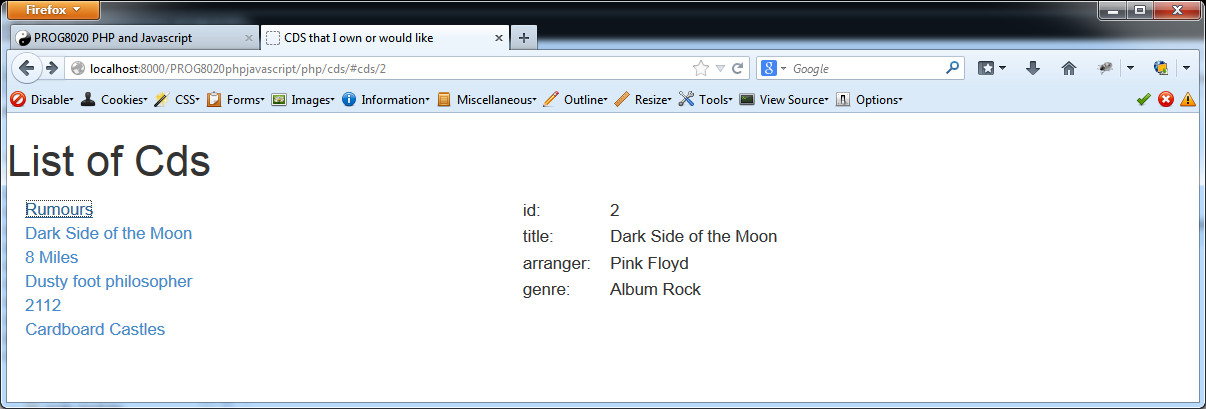 Firefox
PROG8020 PHP and Javascript
CDS that I own or would like
localhost:8000/PROG8020phpjavascript/php/cds/#cds/2
8 Google
Disable Cookies CSS Forms Images Information Miscellaneous Outline Resize Tools View Source Options
List of Cds
Rumours
Dark Side of the Moon
8 Miles
Dusty foot philosopher
2112
Cardboard Castles
id: 2
title: Dark Side of the Moon
arranger: Pink Floyd
genre: Album Rock